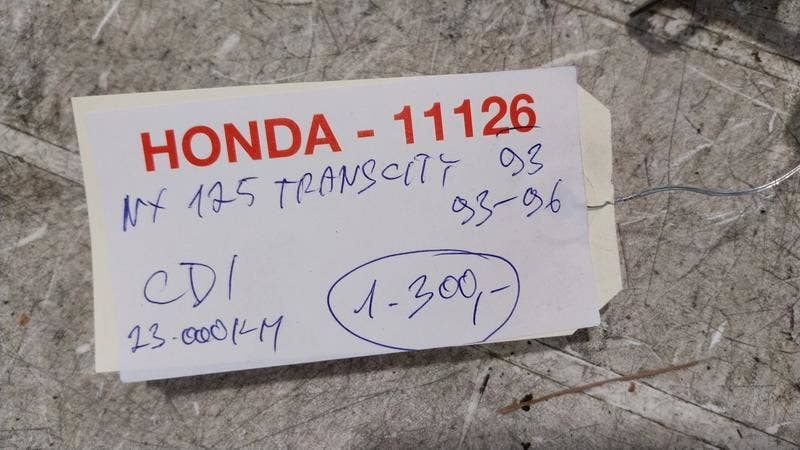 HONDA - 11126
NX 125 TRANSCITY 93
93-96
CDI
23.000KM
1.300,-